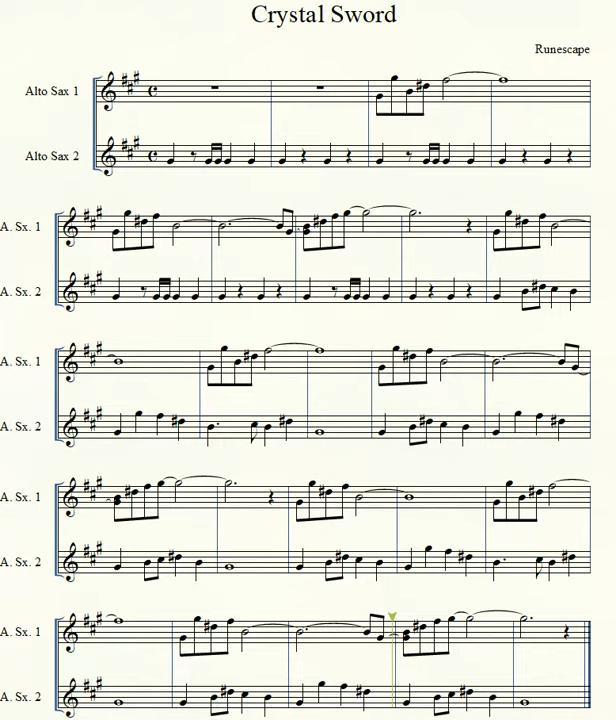 Crystal Sword
Runescape
Alto Sax 1
Alto Sax 2
A. Sx. 1
A. Sx. 2
A. Sx. 1
A. Sx. 2
A. Sx. 1
A. Sx. 2
A. Sx. 1
A. Sx. 2